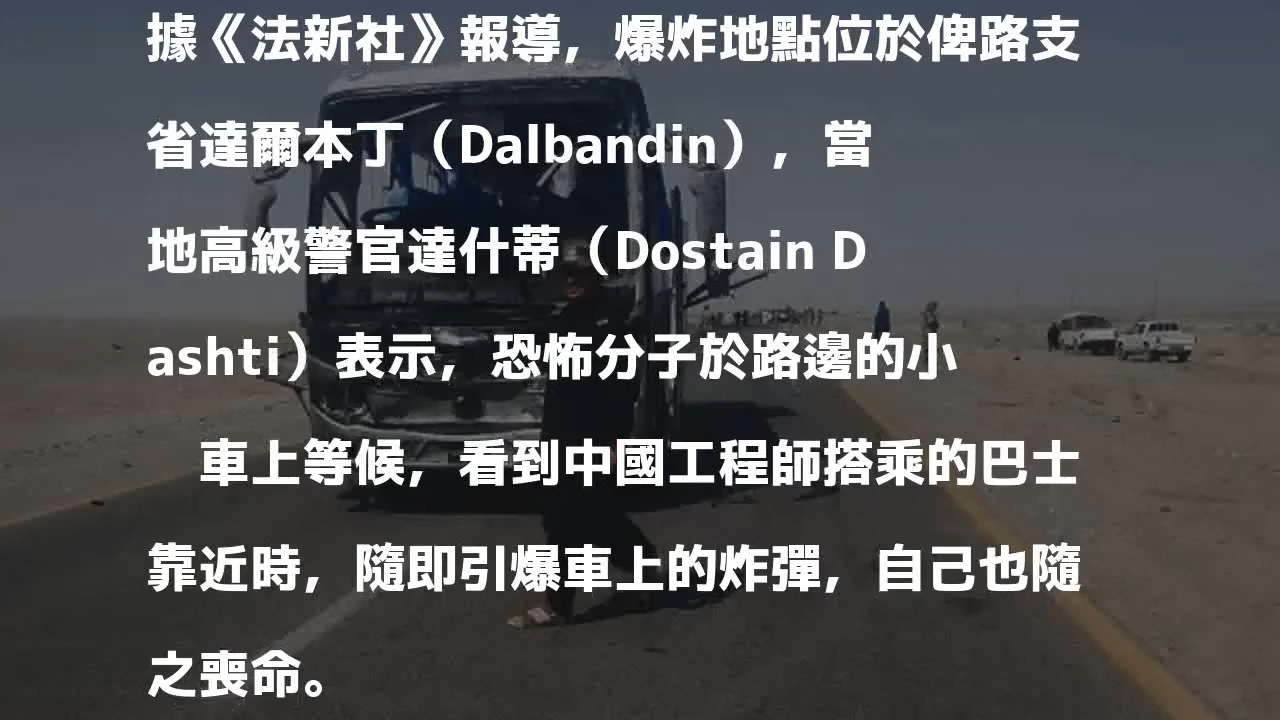 據《法新社》報導，爆炸地點位於俾路支
省達爾本丁（Dalbandin），當
地高級警官達什蒂（Dostain D
ashti）表示，恐怖分子於路邊的小
車上等候，看到中國工程師搭乘的巴士
靠近時，隨即引爆車上的炸彈，自己也隨
之喪命。